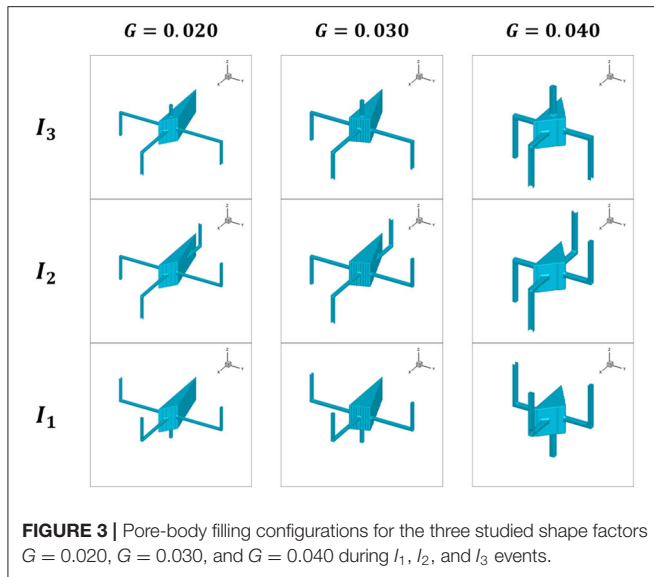 G = 0.020 G = 0.030 G = 0.040
I₃
Z X Y Z X Y Z X Y
I₂
Z X Y Z X Y Z X Y
I₁
Z X Y Z X Y Z X Y
FIGURE 3 | Pore-body filling configurations for the three studied shape factors
G = 0.020, G = 0.030, and G = 0.040 during I₁, I₂, and I₃ events.